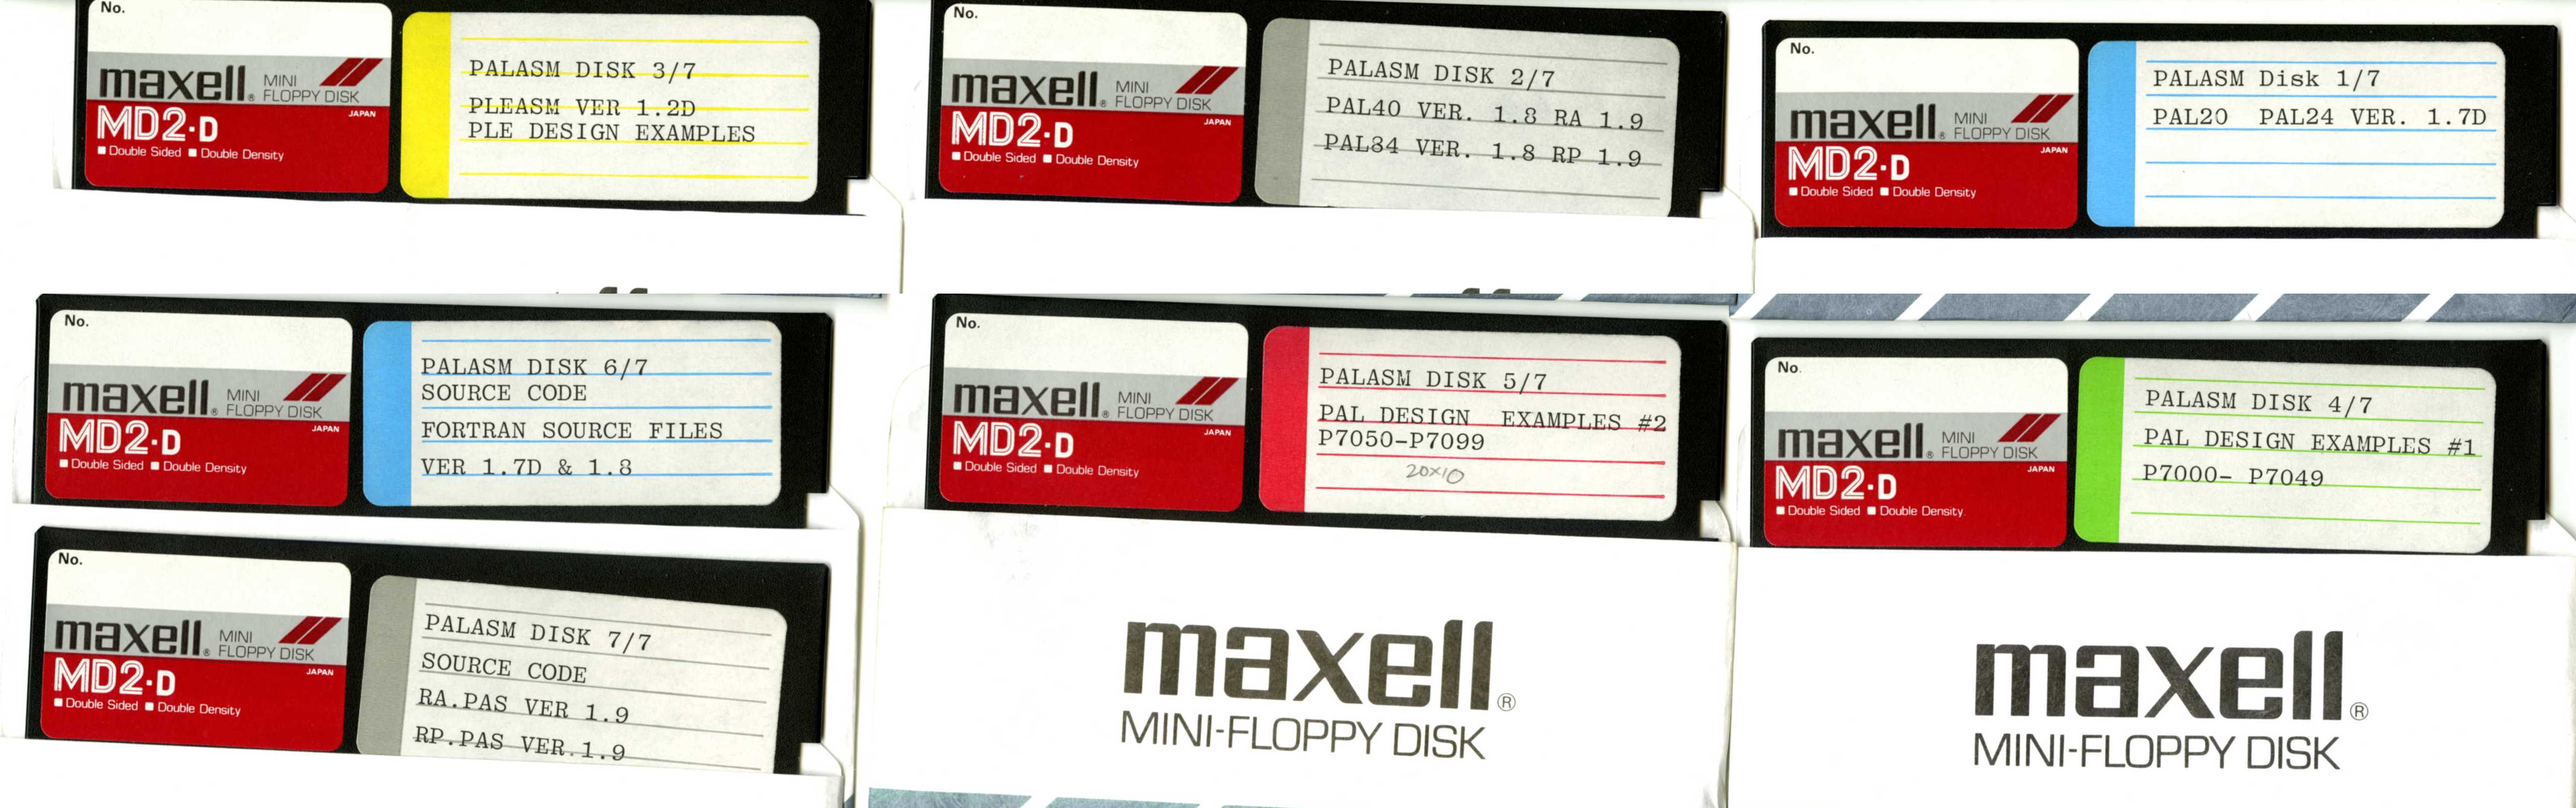 No.
maxell® MINI
FLOPPY DISK
JAPAN
MD2-D
Double Sided Double Density
PALASM DISK 3/7
PLEASM VER 1.2D
PLE DESIGN EXAMPLES
No.
maxell® MINI
FLOPPY DISK
JAPAN
MD2-D
Double Sided Double Density
PALASM DISK 2/7
PAL40 VER. 1.8 RA 1.9
PAL84 VER. 1.8 RP 1.9
No.
maxell® MINI
FLOPPY DISK
JAPAN
MD2-D
Double Sided Double Density
PALASM Disk 1/7
PAL20 PAL24 VER. 1.7D
No.
maxell® MINI
FLOPPY DISK
JAPAN
MD2-D
Double Sided Double Density
PALASM DISK 6/7
SOURCE CODE
FORTRAN SOURCE FILES
VER 1.7D & 1.8
No.
maxell® MINI
FLOPPY DISK
JAPAN
MD2-D
Double Sided Double Density
PALASM DISK 5/7
PAL DESIGN EXAMPLES #2
P7050-P7099
20x10
No.
maxell® MINI
FLOPPY DISK
JAPAN
MD2-D
Double Sided Double Density
PALASM DISK 4/7
PAL DESIGN EXAMPLES #1
P7000- P7049
No.
maxell® MINI
FLOPPY DISK
JAPAN
MD2-D
Double Sided Double Density
PALASM DISK 7/7
SOURCE CODE
RA.PAS VER 1.9
RP.PAS VER.1.9
maxell®
MINI-FLOPPY DISK
maxell®
MINI-FLOPPY DISK